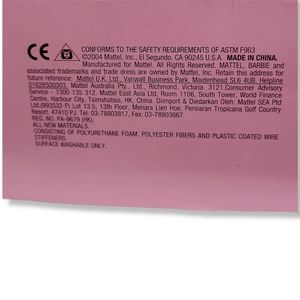 CE CONFORMS TO THE SAFETY REQUIREMENTS OF ASTM F963
©2004 Mattel, Inc., El Segundo, CA 90245 U.S.A. MADE IN CHINA.
Manufactured for Mattel. MATTEL, BARBIE and
associated trademarks and trade dress are owned by Mattel, Inc. Retain this address for
future reference: Mattel U.K. Ltd., Vanwall Business Park, Maidenhead SL6 4UB. Helpline
01628500303. Mattel Australia Pty., Ltd., Richmond, Victoria. 3121.Consumer Advisory
Service - 1300 135 312. Mattel East Asia Ltd, Room 1106, South Tower, World Finance
Centre, Harbour City, Tsimshatsui, HK, China. Diimport & Diedarkan Oleh: Mattel SEA Ptd
Ltd.(993532-P) Lot 13.5, Menara Lien Hoe, Persiaran Tropicana Golf Country
Resort, 47410 PJ. Tel:03-78803817, Fax:03-78803867.
REG. NO. PA-9679 (HK).
ALL NEW MATERIALS.
CONSISTING OF POLYURETHANE FOAM, POLYESTER FIBERS AND PLASTIC COATED WIRE
STIFFENERS.
SURFACE WASHABLE ONLY.